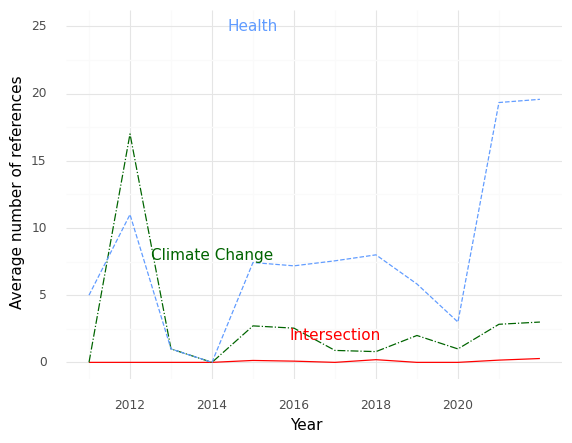 25
Health
20
15
10
Climate Change
5
Intersection
0
Average number of references
2012 2014 2016 2018 2020
Year